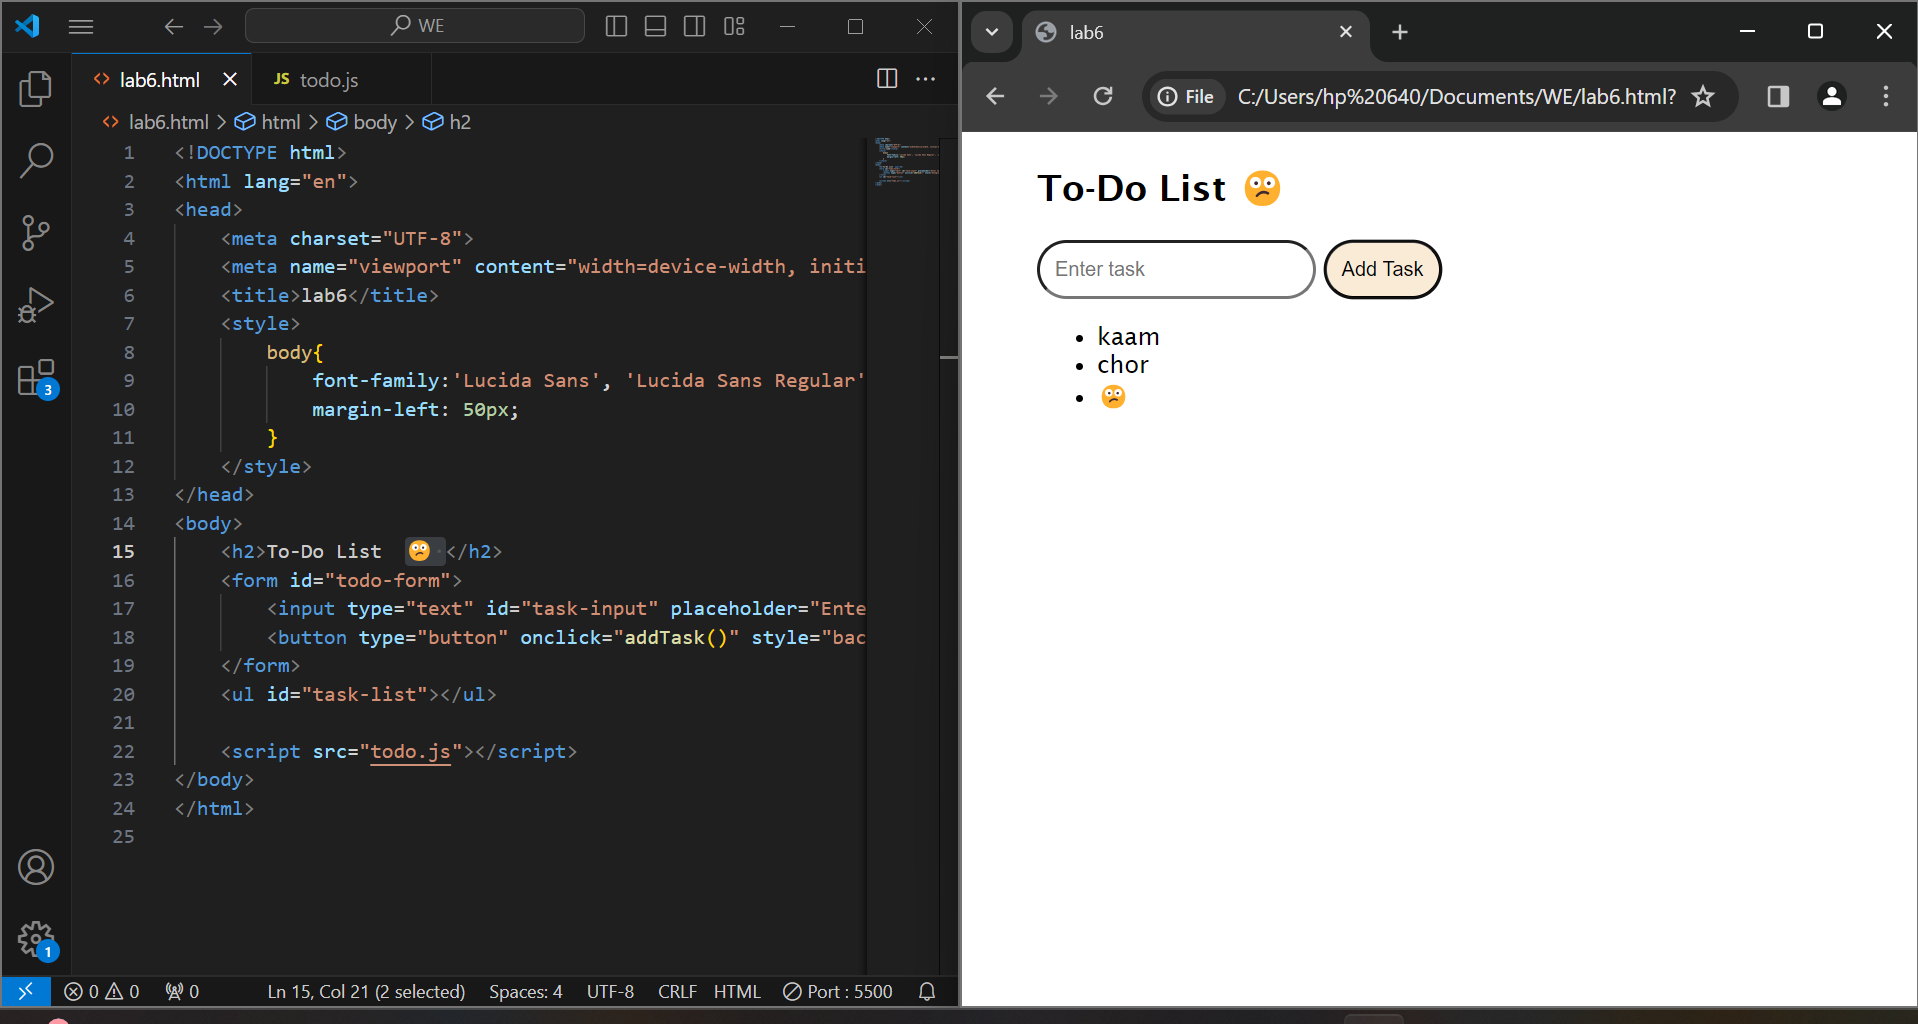 WE
lab6.html
JS todo.js
lab6.html > html > body > h2
1 <!DOCTYPE html>
2 <html lang="en">
3 <head>
4 <meta charset="UTF-8">
5 <meta name="viewport" content="width=device-width, initi
6 <title>lab6</title>
7 <style>
8 body{
9 font-family:'Lucida Sans', 'Lucida Sans Regular'
10 margin-left: 50px;
11 }
12 </style>
13 </head>
14 <body>
15 <h2>To-Do List 🫤 </h2>
16 <form id="todo-form">
17 <input type="text" id="task-input" placeholder="Ente
18 <button type="button" onclick="addTask()" style="bac
19 </form>
20 <ul id="task-list"></ul>
21
22 <script src="todo.js"></script>
23 </body>
24 </html>
25
3
1
0 0 0 Ln 15, Col 21 (2 selected) Spaces: 4 UTF-8 CRLF HTML Port : 5500
lab6
File C:/Users/hp%20640/Documents/WE/lab6.html?
To-Do List 🫤
Enter task Add Task
• kaam
• chor
• 🫤